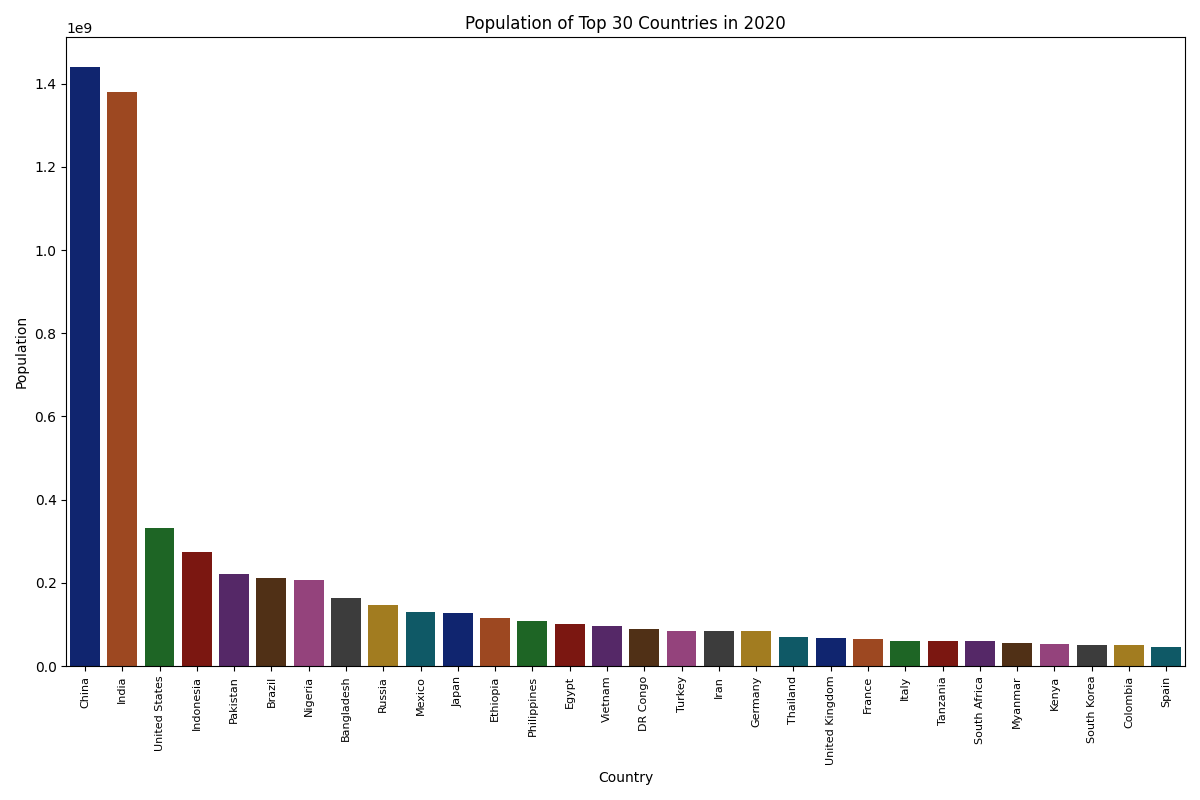 Population of Top 30 Countries in 2020
1e9
1.4
1.2
1.0
0.8
0.6
0.4
0.2
0.0
Population
China
India
United States
Indonesia
Pakistan
Brazil
Nigeria
Bangladesh
Russia
Mexico
Japan
Ethiopia
Philippines
Egypt
Vietnam
DR Congo
Turkey
Iran
Germany
Thailand
United Kingdom
France
Italy
Tanzania
South Africa
Myanmar
Kenya
South Korea
Colombia
Spain
Country